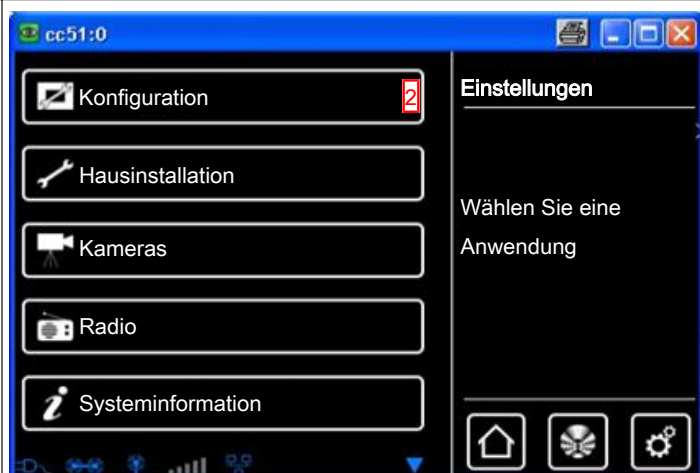 cc51:0
Konfiguration 2
Hausinstallation
Kameras
Radio
Systeminformation
Einstellungen
Wählen Sie eine
Anwendung